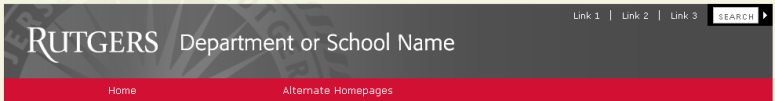 Link 1 | Link 2 | Link 3 SEARCH
RUTGERS Department or School Name
Home Alternate Homepages